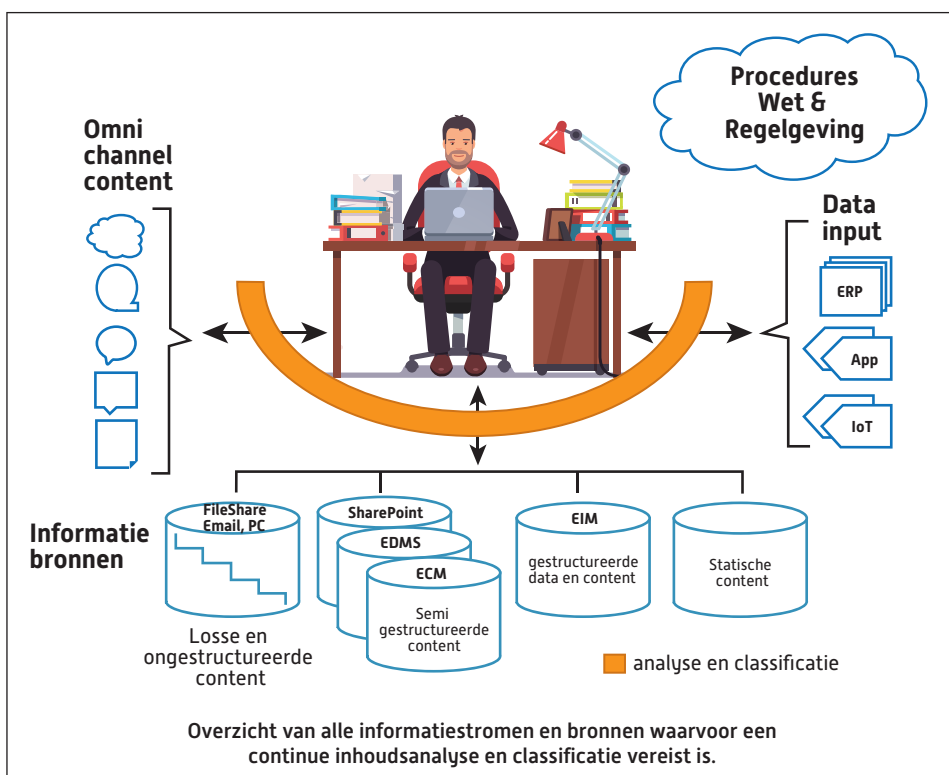 Procedures
Wet &
Regelgeving
Omni
channel
content
Data
input
ERP
App
IoT
Informatie
bronnen
FileShare
Email, PC
Losse en
ongestructureerde
content
SharePoint
EDMS
ECM
Semi
gestructureerde
content
EIM
gestructureerde
data en content
Statische
content
analyse en classificatie
Overzicht van alle informatiestromen en bronnen waarvoor een
continue inhoudsanalyse en classificatie vereist is.